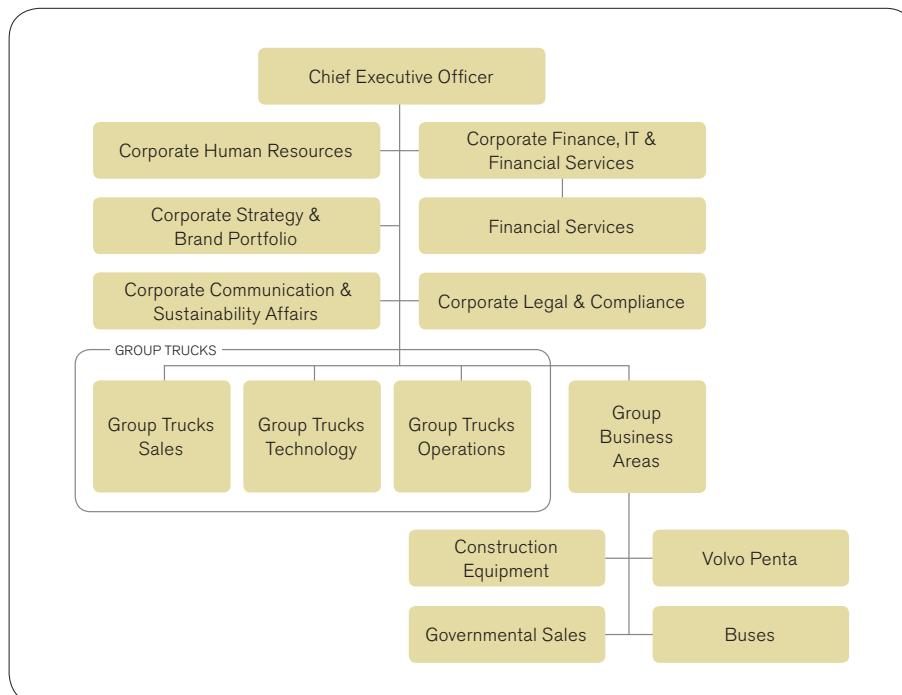 Chief Executive Officer
Corporate Human Resources
Corporate Finance, IT &
Financial Services
Corporate Strategy &
Brand Portfolio
Financial Services
Corporate Communication &
Sustainability Affairs
Corporate Legal & Compliance
GROUP TRUCKS
Group Trucks
Sales
Group Trucks
Technology
Group Trucks
Operations
Group
Business
Areas
Construction
Equipment
Volvo Penta
Governmental Sales
Buses